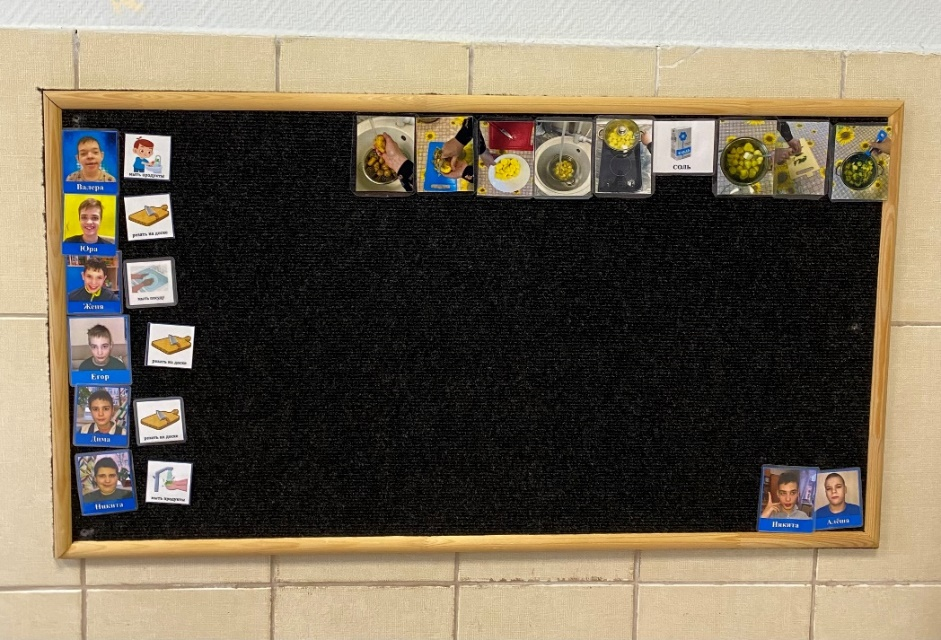 Валера
мыть продукты
Юра
резать на доске
Женя
мыть посуду
Егор
резать на доске
Дима
резать на доске
Никита
мыть продукты
соль
Никита
Алёша